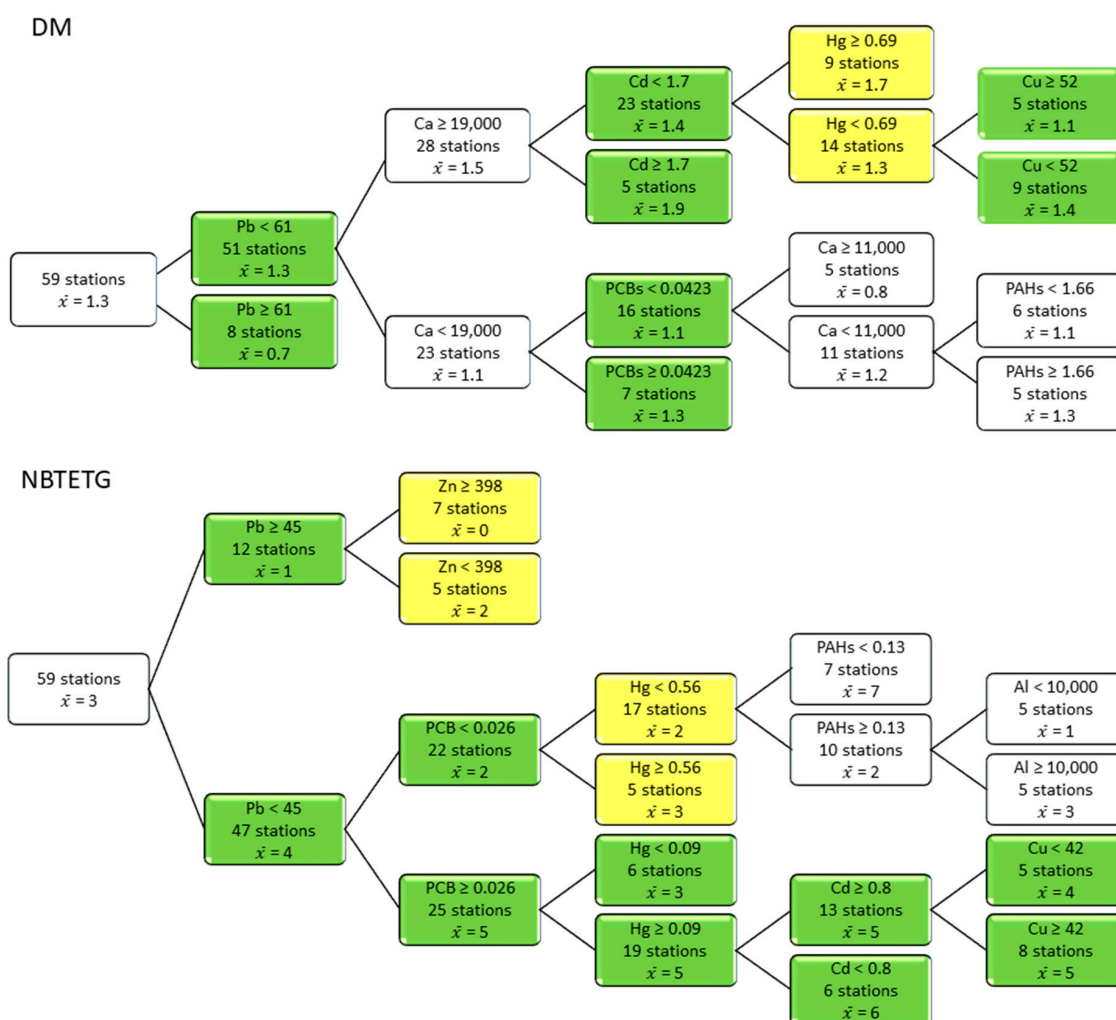 DM
59 stations
x̄ = 1.3
Pb < 61
51 stations
x̄ = 1.3
Pb ≥ 61
8 stations
x̄ = 0.7
Ca ≥ 19,000
28 stations
x̄ = 1.5
Ca < 19,000
23 stations
x̄ = 1.1
Cd < 1.7
23 stations
x̄ = 1.4
Cd ≥ 1.7
5 stations
x̄ = 1.9
PCBs < 0.0423
16 stations
x̄ = 1.1
PCBs ≥ 0.0423
7 stations
x̄ = 1.3
Hg ≥ 0.69
9 stations
x̄ = 1.7
Hg < 0.69
14 stations
x̄ = 1.3
Ca ≥ 11,000
5 stations
x̄ = 0.8
Ca < 11,000
11 stations
x̄ = 1.2
Cu ≥ 52
5 stations
x̄ = 1.1
Cu < 52
9 stations
x̄ = 1.4
PAHs < 1.66
6 stations
x̄ = 1.1
PAHs ≥ 1.66
5 stations
x̄ = 1.3
NBTETG
59 stations
x̄ = 3
Pb ≥ 45
12 stations
x̄ = 1
Pb < 45
47 stations
x̄ = 4
Zn ≥ 398
7 stations
x̄ = 0
Zn < 398
5 stations
x̄ = 2
PCB < 0.026
22 stations
x̄ = 2
PCB ≥ 0.026
25 stations
x̄ = 5
Hg < 0.56
17 stations
x̄ = 2
Hg ≥ 0.56
5 stations
x̄ = 3
Hg < 0.09
6 stations
x̄ = 3
Hg ≥ 0.09
19 stations
x̄ = 5
PAHs < 0.13
7 stations
x̄ = 7
PAHs ≥ 0.13
10 stations
x̄ = 2
Cd ≥ 0.8
13 stations
x̄ = 5
Cd < 0.8
6 stations
x̄ = 6
Al < 10,000
5 stations
x̄ = 1
Al ≥ 10,000
5 stations
x̄ = 3
Cu < 42
5 stations
x̄ = 4
Cu ≥ 42
8 stations
x̄ = 5